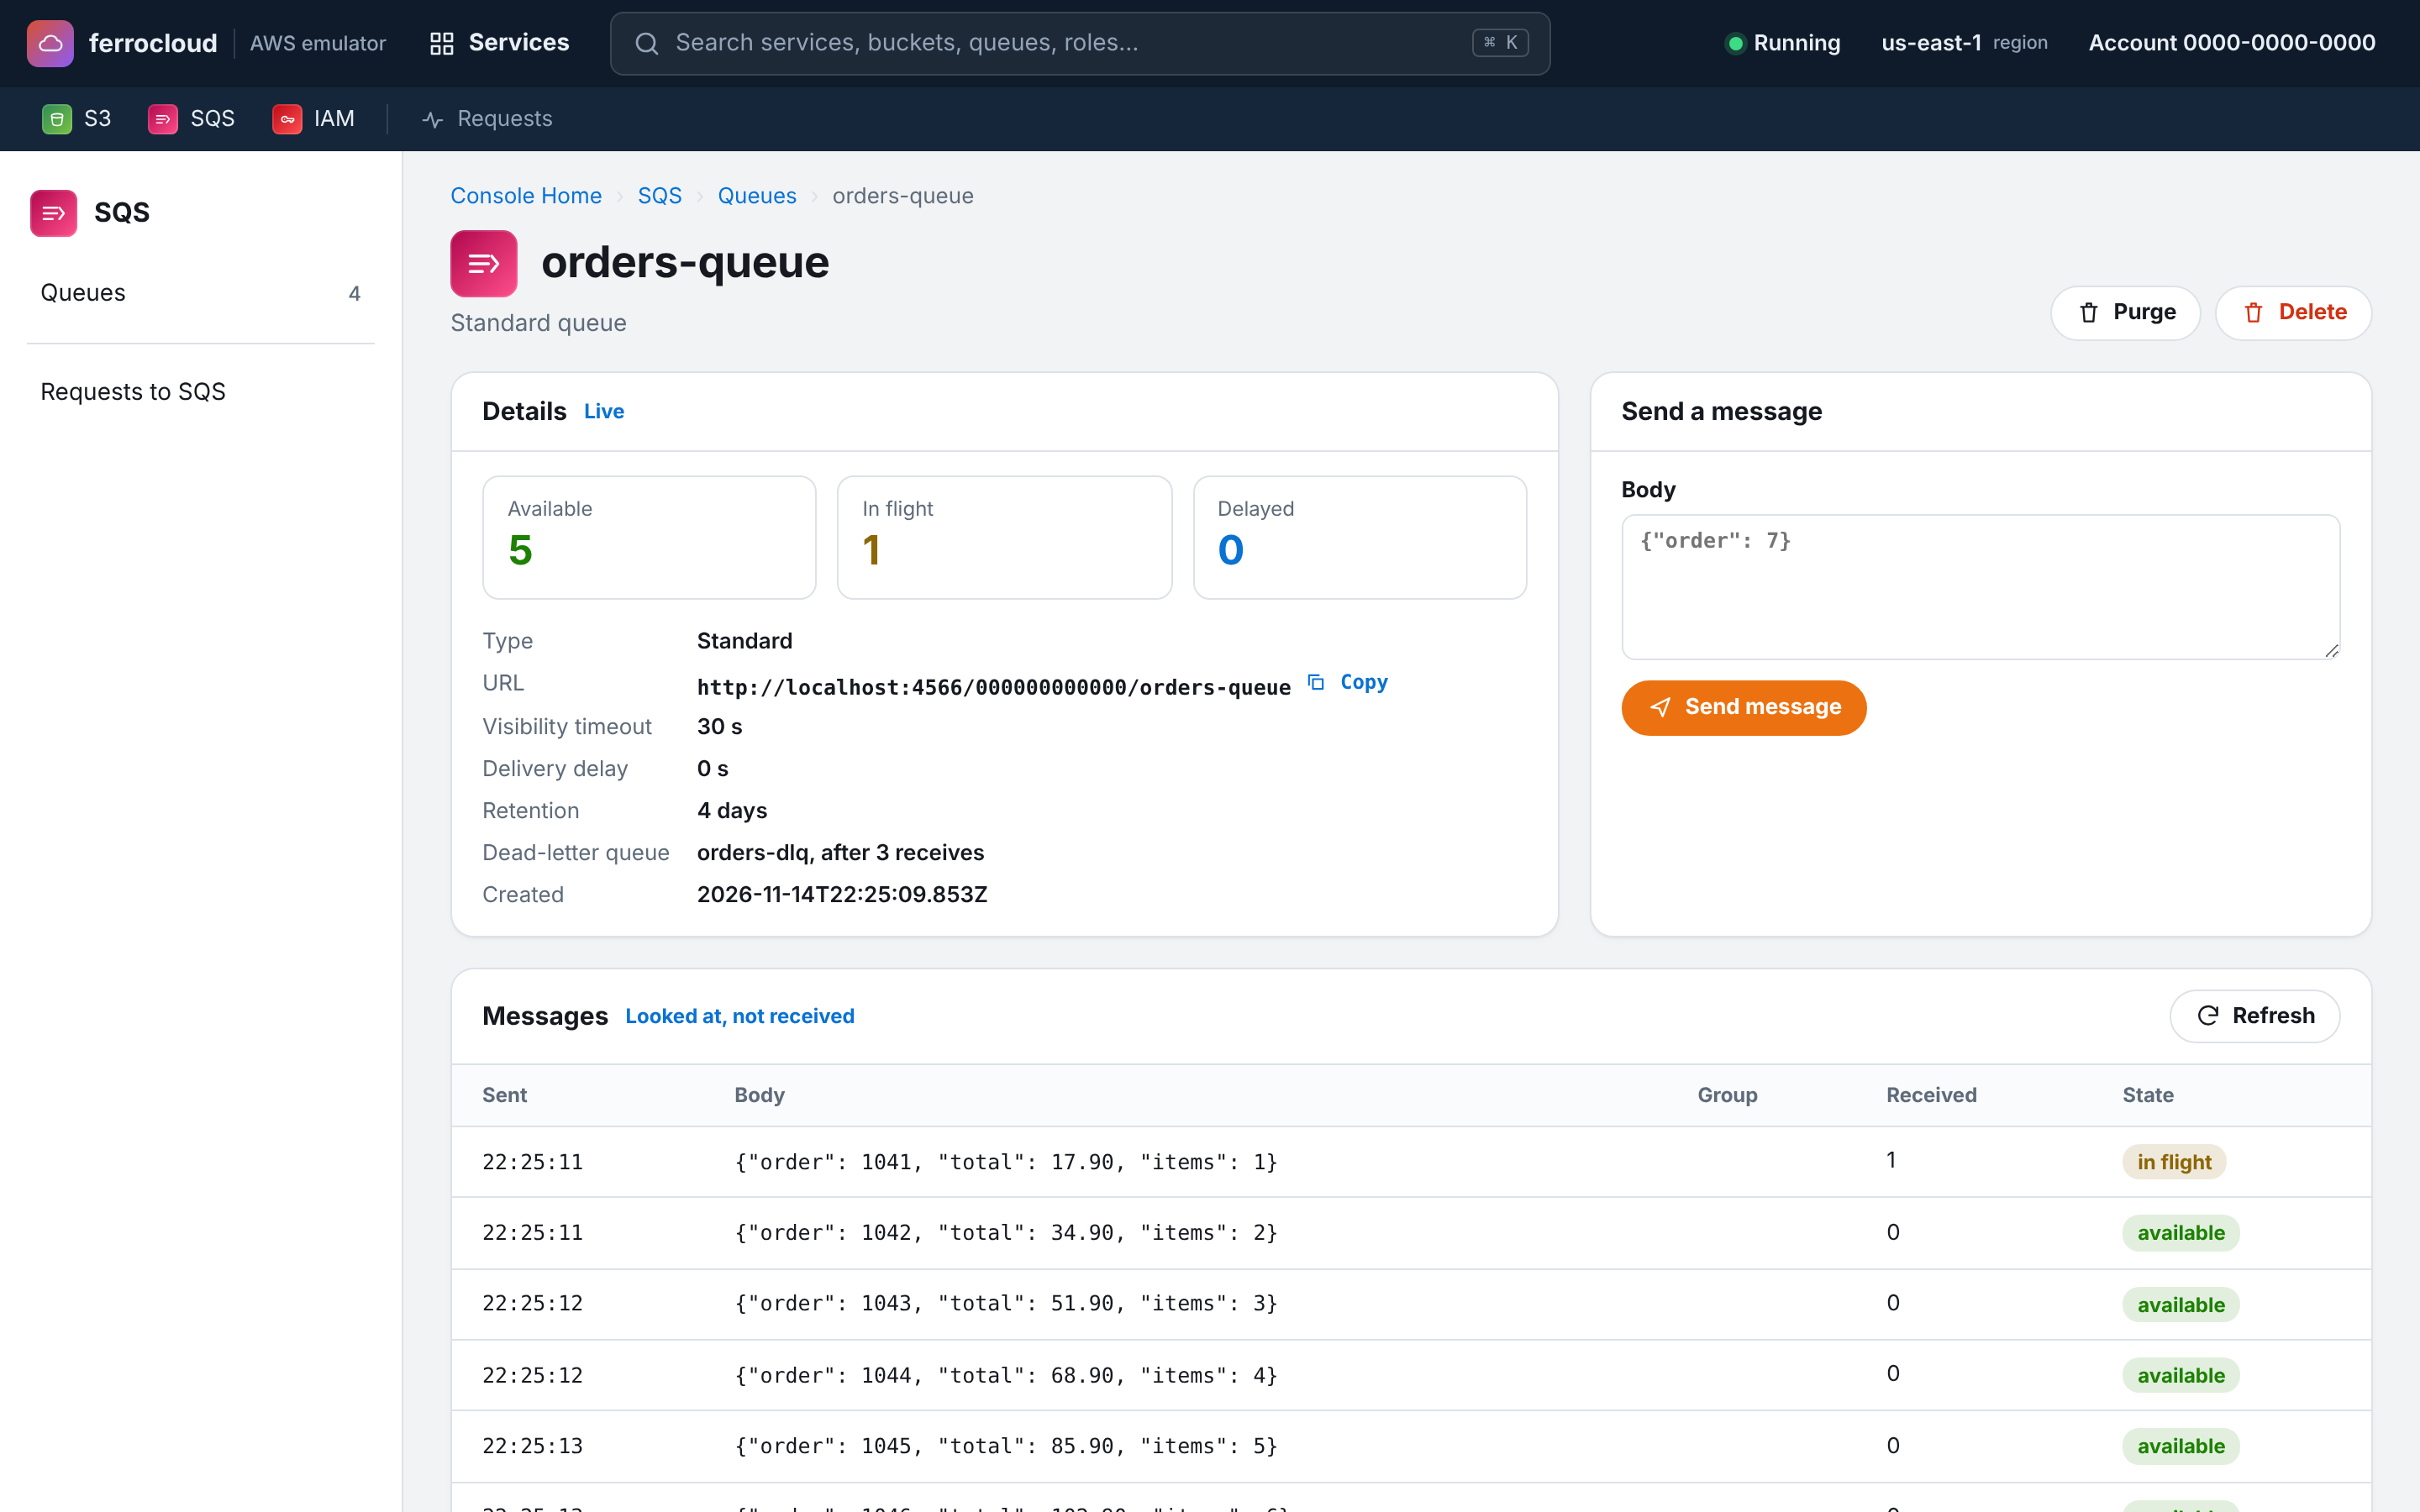 ferrocloud AWS emulator Services Search services, buckets, queues, roles... ⌘ K Running us-east-1 region Account 0000-0000-0000
S3 SQS IAM Requests
SQS
Queues 4
Requests to SQS
Console Home › SQS › Queues › orders-queue
orders-queue
Standard queue
Purge Delete
Details Live
Available
5
In flight
1
Delayed
0
Type Standard
URL http://localhost:4566/000000000000/orders-queue Copy
Visibility timeout 30 s
Delivery delay 0 s
Retention 4 days
Dead-letter queue orders-dlq, after 3 receives
Created 2026-11-14T22:25:09.853Z
Send a message
Body
{"order": 7}
Send message
Messages Looked at, not received Refresh
Sent Body Group Received State
22:25:11 {"order": 1041, "total": 17.90, "items": 1} 1 in flight
22:25:11 {"order": 1042, "total": 34.90, "items": 2} 0 available
22:25:12 {"order": 1043, "total": 51.90, "items": 3} 0 available
22:25:12 {"order": 1044, "total": 68.90, "items": 4} 0 available
22:25:13 {"order": 1045, "total": 85.90, "items": 5} 0 available